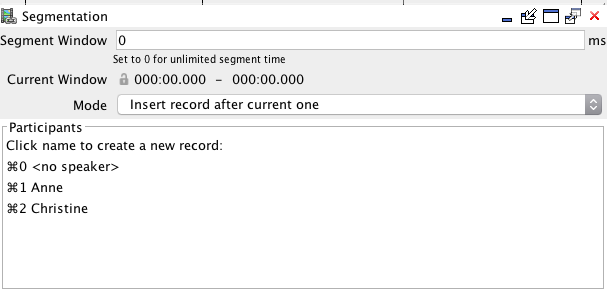 Segmentation
Segment Window 0 ms
Set to 0 for unlimited segment time
Current Window 000:00.000 – 000:00.000
Mode Insert record after current one
Participants
Click name to create a new record:
⌘0 <no speaker>
⌘1 Anne
⌘2 Christine